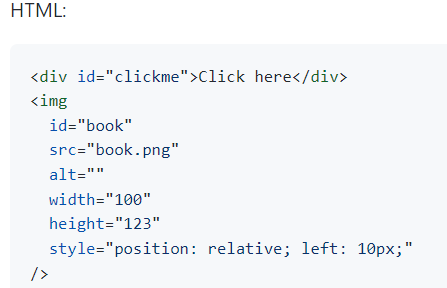 HTML:
<div id="clickme">Click here</div>
<img
  id="book"
  src="book.png"
  alt=""
  width="100"
  height="123"
  style="position: relative; left: 10px;"
/>